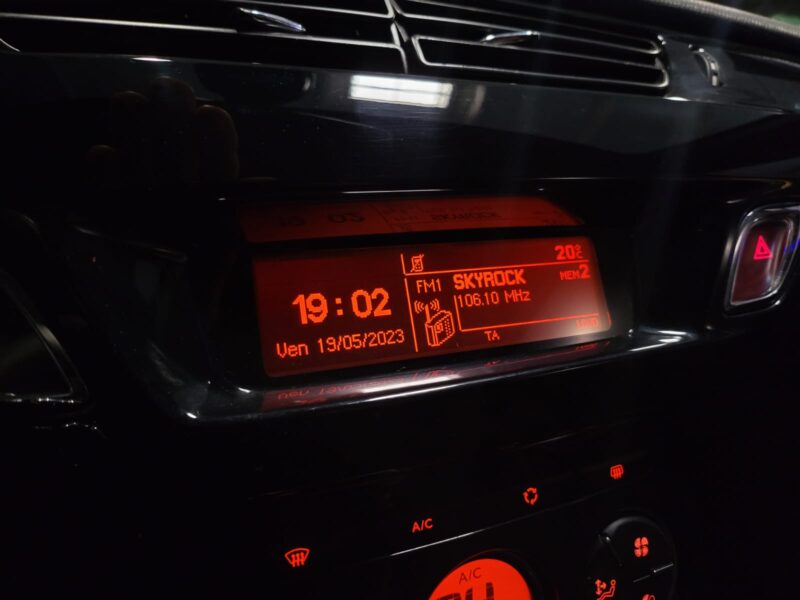 20°C
FM1 SKYROCK MEM2
19:02 106.10 MHz
Ven 19/05/2023
TA
A/C
A/C